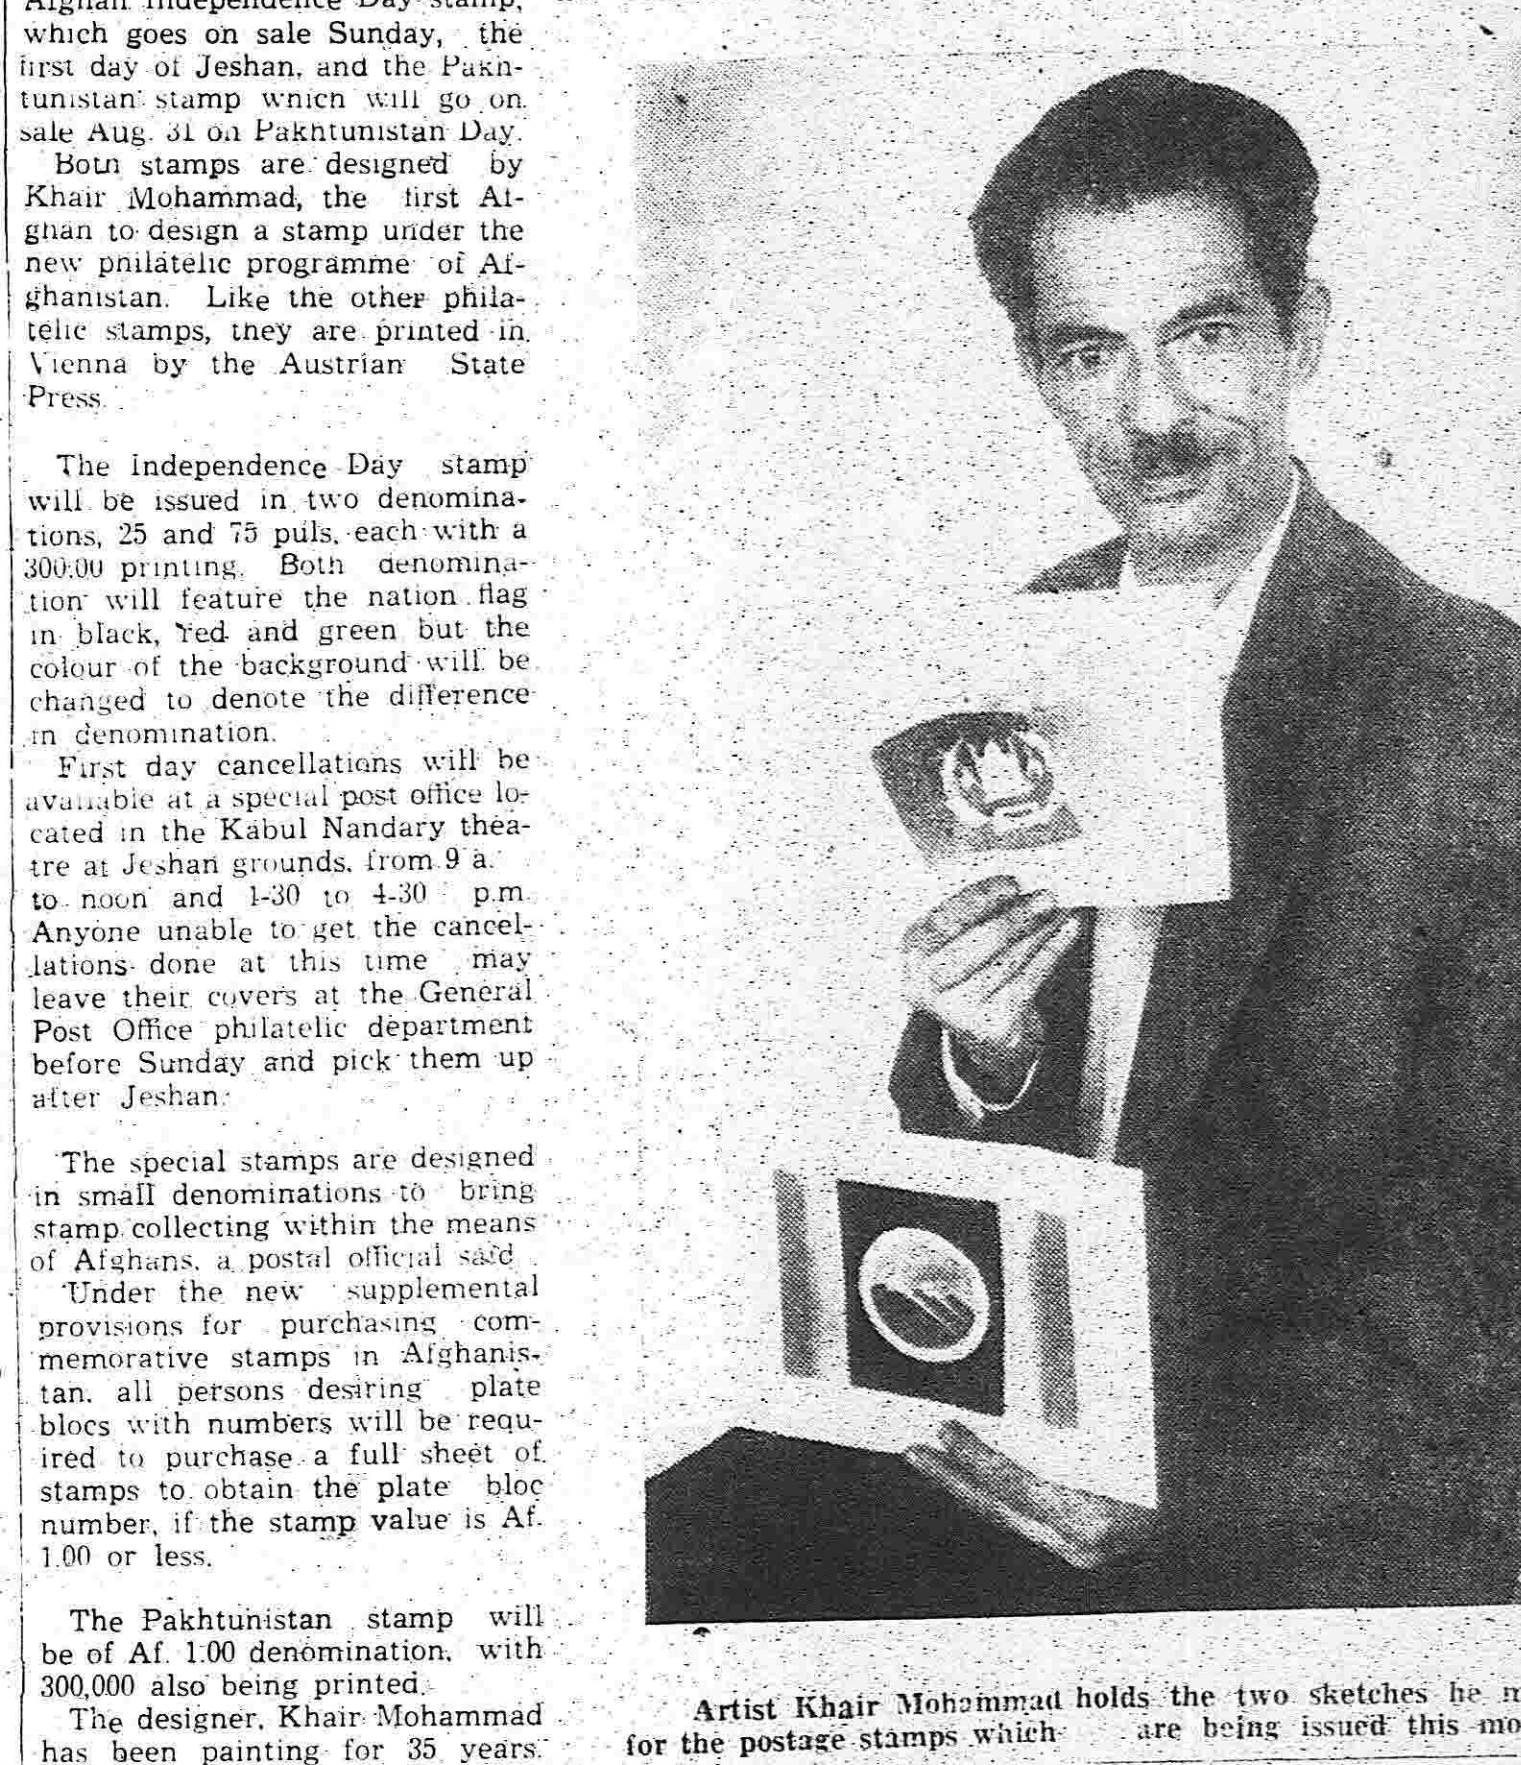 Afghan Independence Day stamp,
which goes on sale Sunday, the
first day of Jeshan, and the Pakh-
tunistan stamp which will go on
sale Aug. 31 on Pakhtunistan Day.
Both stamps are designed by
Khair Mohammad, the first Af-
ghan to design a stamp under the
new philatelic programme of Af-
ghanistan. Like the other phila-
telic stamps, they are printed in
Vienna by the Austrian State
Press.
The Independence Day stamp
will be issued in two denomina-
tions, 25 and 75 puls, each with a
300,00 printing. Both denomina-
tion will feature the nation flag
in black, red and green but the
colour of the background will be
changed to denote the difference
in denomination.
First day cancellations will be
available at a special post office lo-
cated in the Kabul Nandary thea-
tre at Jeshan grounds, from 9 a.
to noon and 1-30 to 4-30 p.m.
Anyone unable to get the cancel-
lations done at this time may
leave their covers at the General
Post Office philatelic department
before Sunday and pick them up
after Jeshan.
The special stamps are designed
in small denominations to bring
stamp collecting within the means
of Afghans, a postal official said.
Under the new supplemental
provisions for purchasing com-
memorative stamps in Afghanis-
tan, all persons desiring plate
blocs with numbers will be requ-
ired to purchase a full sheet of
stamps to obtain the plate bloc
number, if the stamp value is Af.
1.00 or less.
The Pakhtunistan stamp will
be of Af. 1.00 denomination, with
300,000 also being printed.
The designer, Khair Mohammad
has been painting for 35 years.
Artist Khair Mohammad holds the two sketches he m
for the postage stamps which are being issued this mo